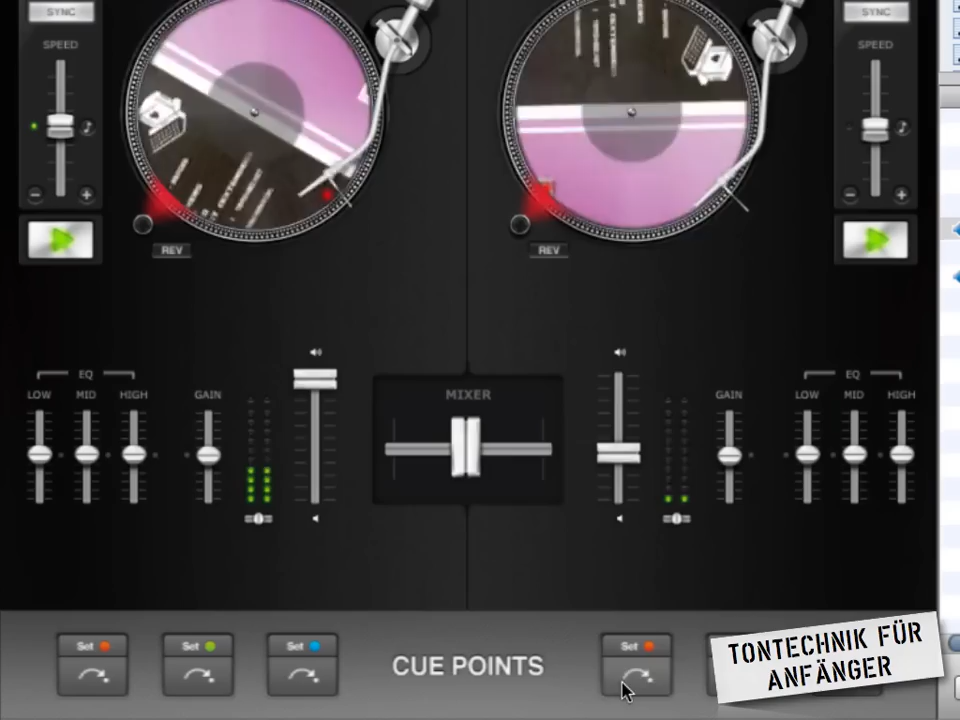 SYNC
SYNC
SPEED
SPEED
REV
REV
EQ
LOW
MID
HIGH
GAIN
MIXER
GAIN
EQ
LOW
MID
HIGH
Set
Set
Set
CUE POINTS
Set
TONTECHNIK FÜR
ANFÄNGER